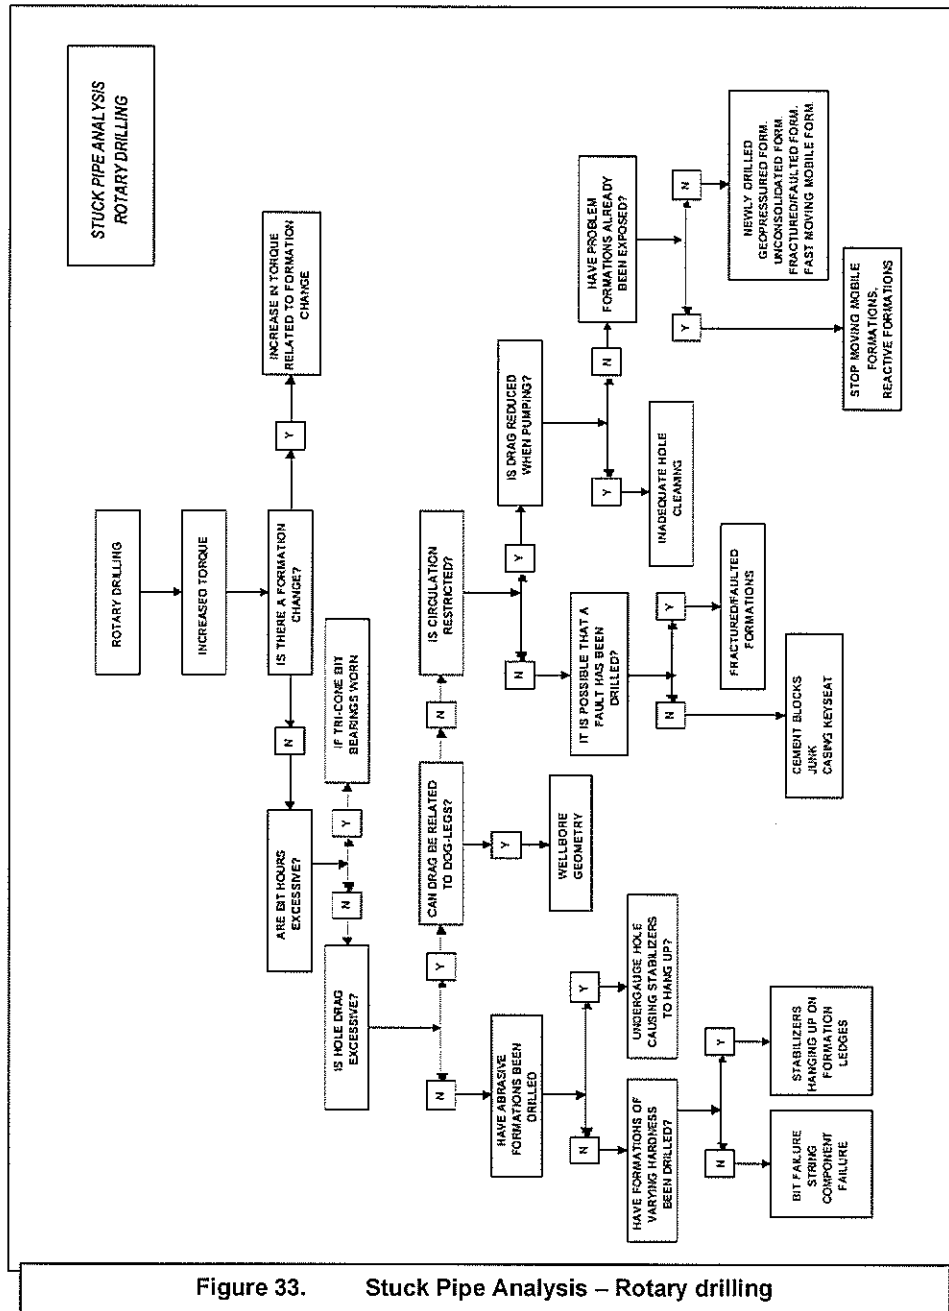 STUCK PIPE ANALYSIS
ROTARY DRILLING
ROTARY DRILLING
INCREASED TORQUE
IS THERE A FORMATION
CHANGE?
Y
INCREASE IN TORQUE
RELATED TO FORMATION
CHANGE
N
ARE BIT HOURS
EXCESSIVE?
Y
IF TRI-CONE BIT
BEARINGS WORN
N
IS HOLE DRAG
EXCESSIVE?
Y
CAN DRAG BE RELATED
TO DOG-LEGS?
N
IS CIRCULATION
RESTRICTED?
Y
IS DRAG REDUCED
WHEN PUMPING?
N
HAVE PROBLEM
FORMATIONS ALREADY
BEEN EXPOSED?
N
NEWLY DRILLED
GEOPRESSURED FORM.
UNCONSOLIDATED FORM.
FRACTURED/FAULTED FORM.
FAST MOVING MOBILE FORM.
Y
STOP MOVING MOBILE
FORMATIONS,
REACTIVE FORMATIONS
Y
INADEQUATE HOLE
CLEANING
N
IT IS POSSIBLE THAT A
FAULT HAS BEEN
DRILLED?
Y
FRACTURED/FAULTED
FORMATIONS
N
CEMENT BLOCKS
JUNK
CASING KEYSEAT
Y
WELLBORE
GEOMETRY
N
HAVE ABRASIVE
FORMATIONS BEEN
DRILLED
Y
UNDERGAUGE HOLE
CAUSING STABILIZERS
TO HANG UP?
N
HAVE FORMATIONS OF
VARYING HARDNESS
BEEN DRILLED?
Y
STABILIZERS
HANGING UP ON
FORMATION
LEDGES
N
BIT FAILURE
STRING
COMPONENT
FAILURE
Figure 33. Stuck Pipe Analysis – Rotary drilling